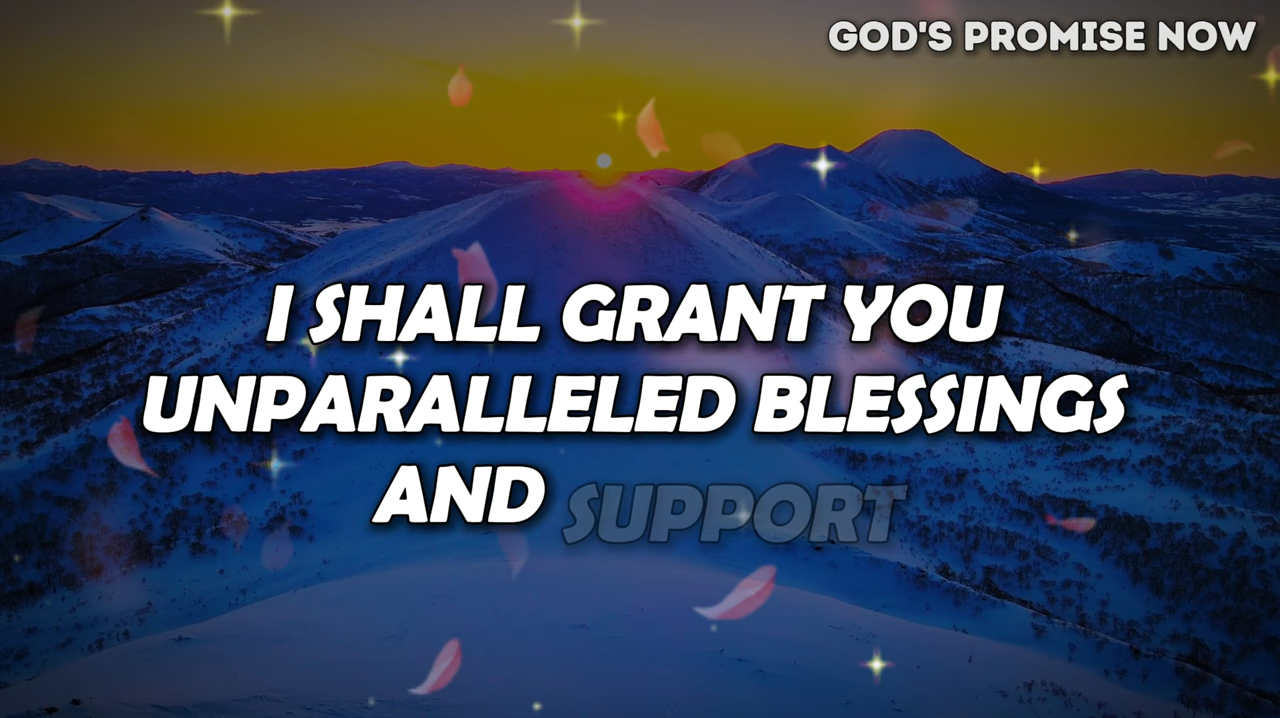 GOD'S PROMISE NOW
I SHALL GRANT YOU
UNPARALLELED BLESSINGS
AND SUPPORT